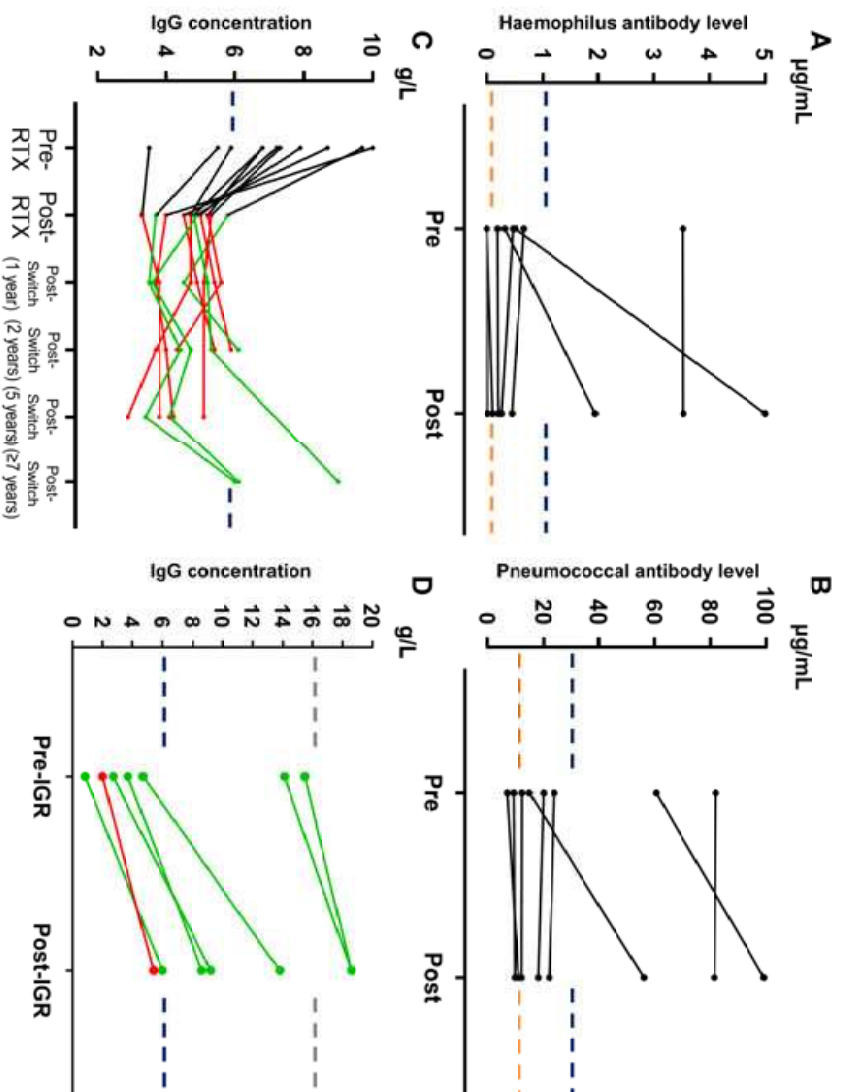 A
µg/mL
Haemophilus antibody level
5
4
3
2
1
0
Pre
Post
B
µg/mL
Pneumococcal antibody level
100
80
60
40
20
0
Pre
Post
C
g/L
IgG concentration
10
8
6
4
2
Pre-
RTX
Post-
RTX
Post-
Switch
(1 year)
Post-
Switch
(2 years)
Post-
Switch
(5 years)
Post-
Switch
(≥7 years)
D
g/L
IgG concentration
20
18
16
14
12
10
8
6
4
2
0
Pre-IGR
Post-IGR